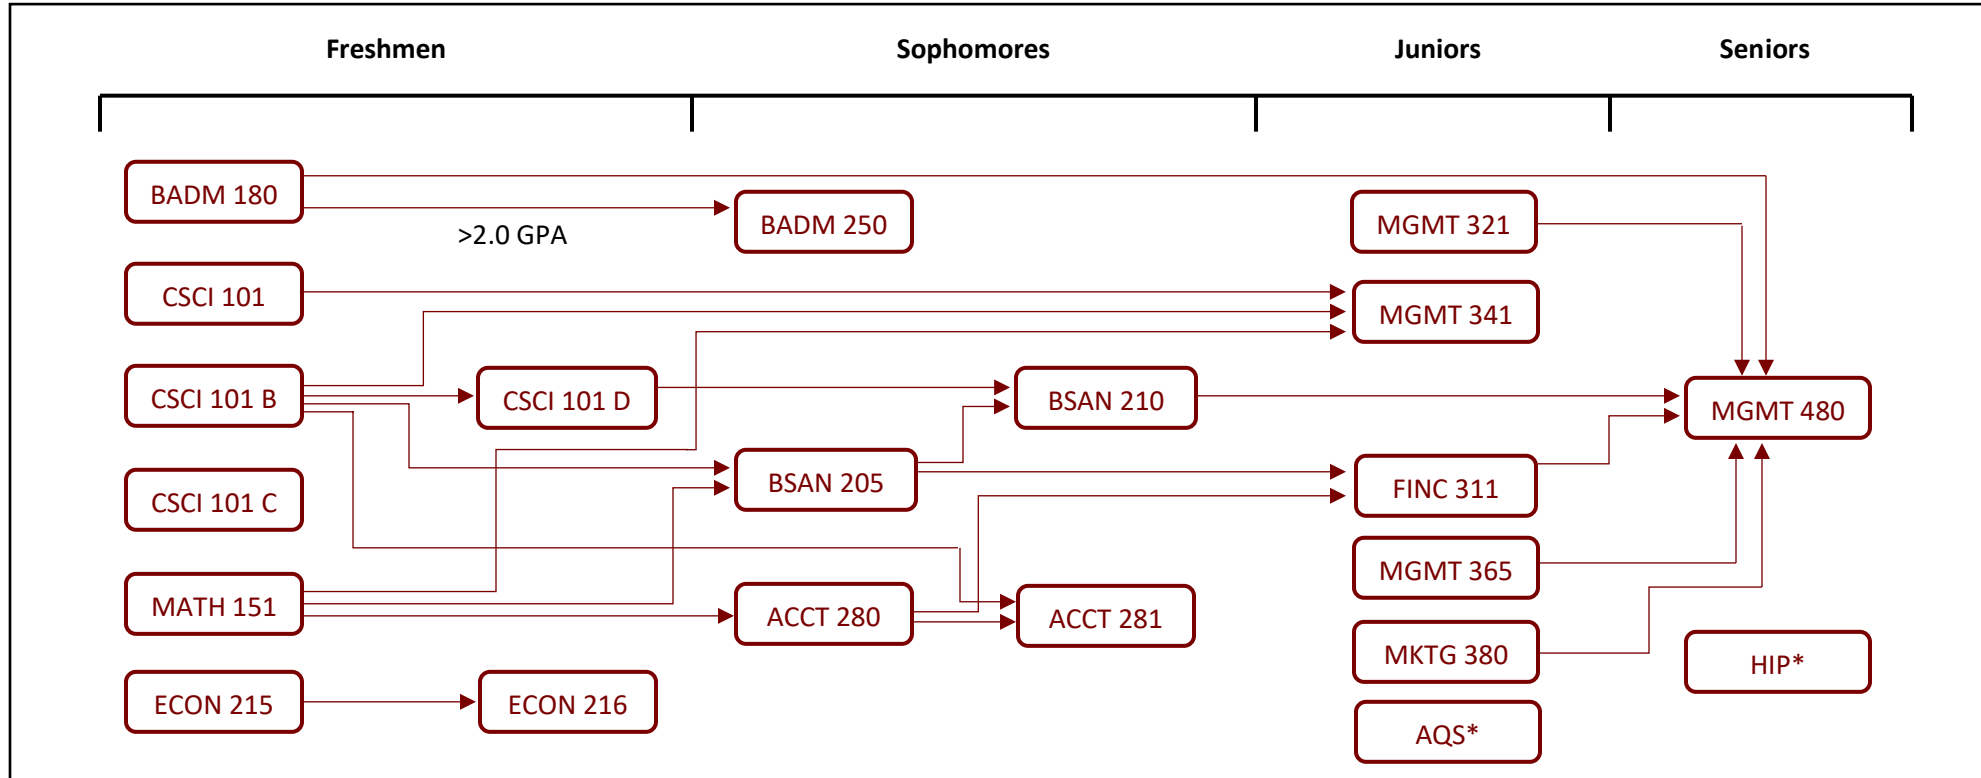 Freshmen
Sophomores
Juniors
Seniors
BADM 180
BADM 250
MGMT 321
>2.0 GPA
CSCI 101
MGMT 341
CSCI 101 B
CSCI 101 D
BSAN 210
MGMT 480
CSCI 101 C
BSAN 205
FINC 311
MGMT 365
MATH 151
ACCT 280
ACCT 281
MKTG 380
HIP*
ECON 215
ECON 216
AQS*